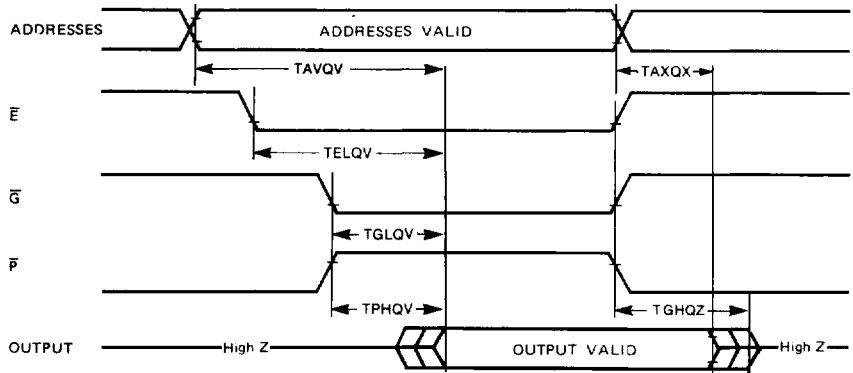 ADDRESSES
ADDRESSES VALID
TAVQV
TAXQX
E̅
TELQV
G̅
TGLQV
P̅
TPHQV
TGHQZ
OUTPUT
High Z
OUTPUT VALID
High Z